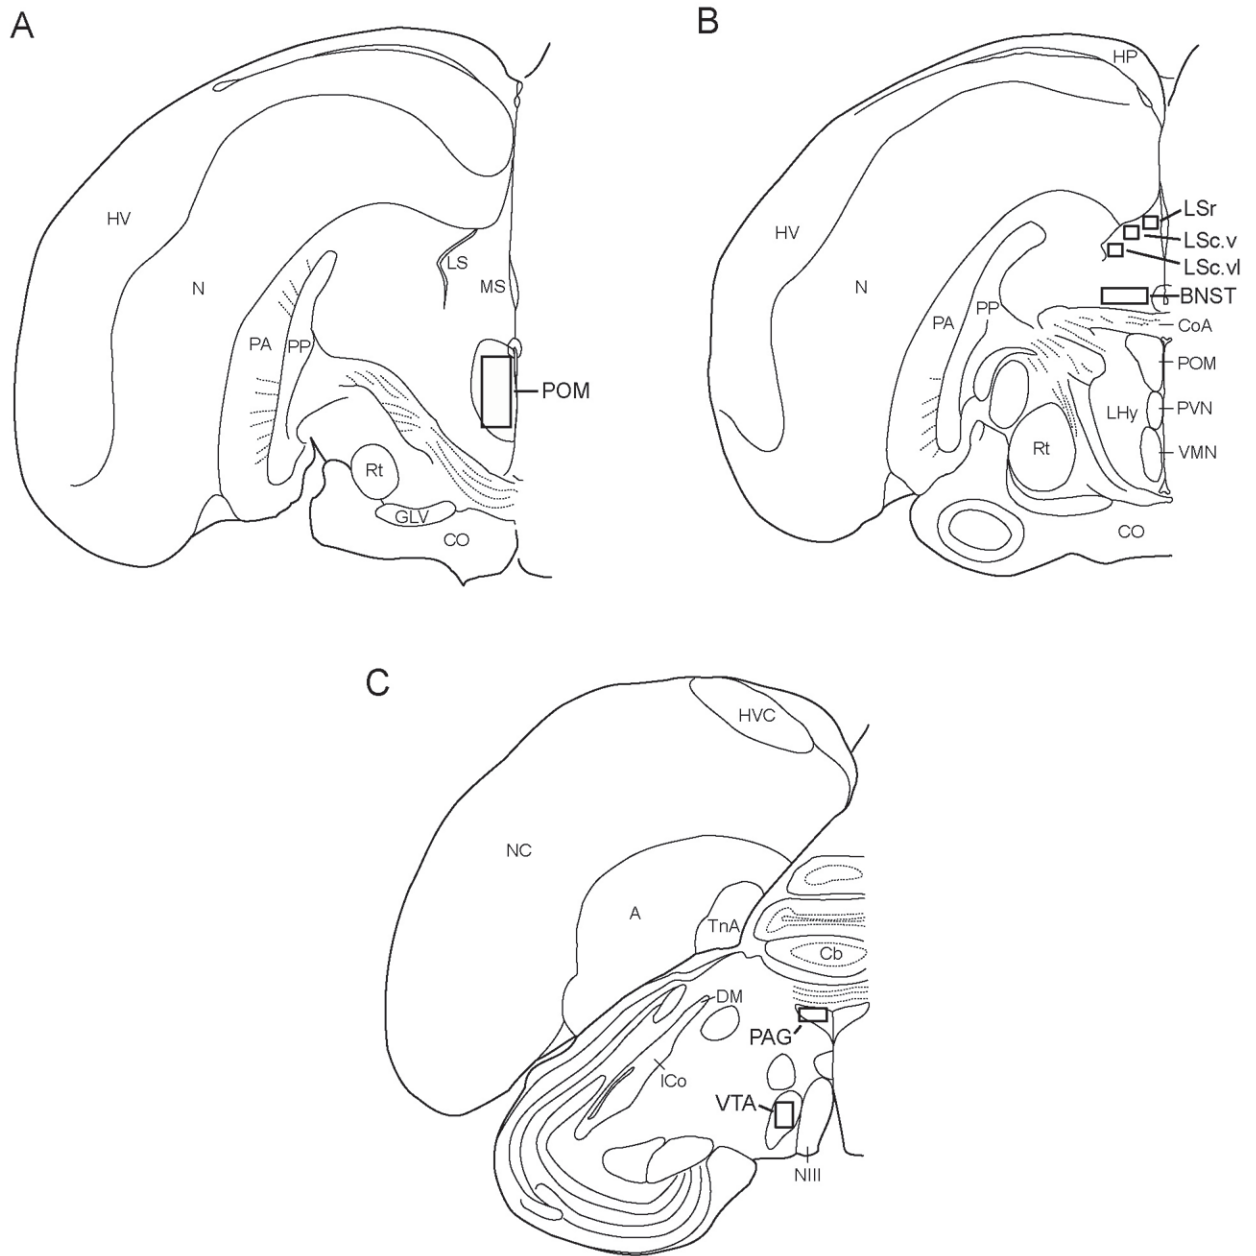 A
HV
N
PA
PP
LS
MS
POM
Rt
GLV
CO
B
HP
HV
N
PA
PP
LSr
LSc.v
LSc.vl
BNST
CoA
POM
LHy
PVN
VMN
Rt
CO
C
HVC
NC
A
TnA
Cb
DM
PAG
ICo
VTA
NIII